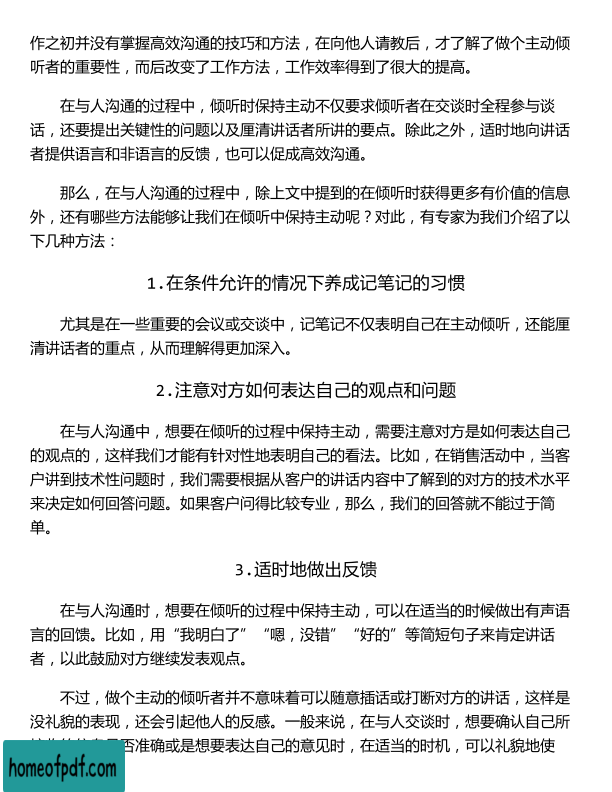 作之初并没有掌握高效沟通的技巧和方法，在向他人请教后，才了解了做个主动倾
听者的重要性，而后改变了工作方法，工作效率得到了很大的提高。
在与人沟通的过程中，倾听时保持主动不仅要求倾听者在交谈时全程参与谈
话，还要提出关键性的问题以及厘清讲话者所讲的要点。除此之外，适时地向讲话
者提供语言和非语言的反馈，也可以促成高效沟通。
那么，在与人沟通的过程中，除上文中提到的在倾听时获得更多有价值的信息
外，还有哪些方法能够让我们在倾听中保持主动呢？对此，有专家为我们介绍了以
下几种方法：
1.在条件允许的情况下养成记笔记的习惯
尤其是在一些重要的会议或交谈中，记笔记不仅表明自己在主动倾听，还能厘
清讲话者的重点，从而理解得更加深入。
2.注意对方如何表达自己的观点和问题
在与人沟通中，想要在倾听的过程中保持主动，需要注意对方是如何表达自己
的观点的，这样我们才能有针对性地表明自己的看法。比如，在销售活动中，当客
户讲到技术性问题时，我们需要根据从客户的讲话内容中了解到的对方的技术水平
来决定如何回答问题。如果客户问得比较专业，那么，我们的回答就不能过于简
单。
3.适时地做出反馈
在与人沟通时，想要在倾听的过程中保持主动，可以在适当的时候做出有声语
言的回馈。比如，用“我明白了”“嗯，没错”“好的”等简短句子来肯定讲话
者，以此鼓励对方继续发表观点。
不过，做个主动的倾听者并不意味着可以随意插话或打断对方的讲话，这样是
没礼貌的表现，还会引起他人的反感。一般来说，在与人交谈时，想要确认自己所
否准确或是想要表达自己的意见时，在适当的时机，可以礼貌地使
homeofpdf.com